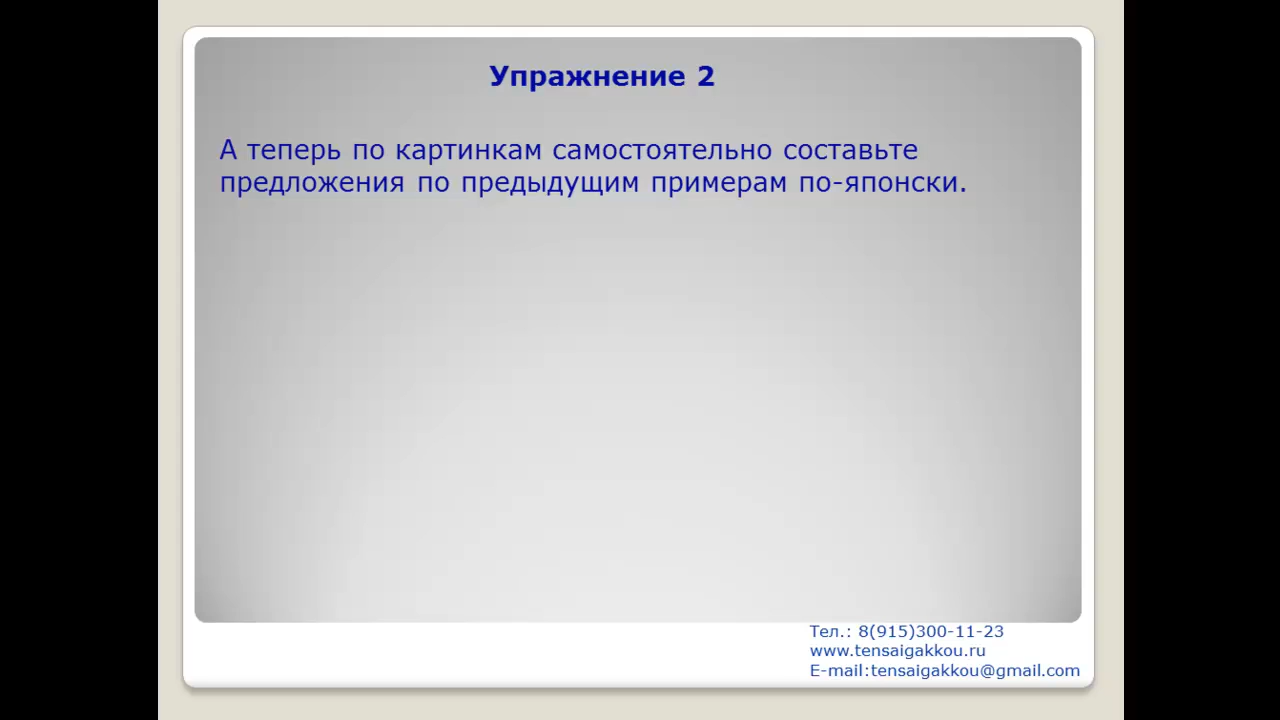 Упражнение 2
А теперь по картинкам самостоятельно составьте
предложения по предыдущим примерам по-японски.
Тел.: 8(915)300-11-23
www.tensaigakkou.ru
E-mail:tensaigakkou@gmail.com